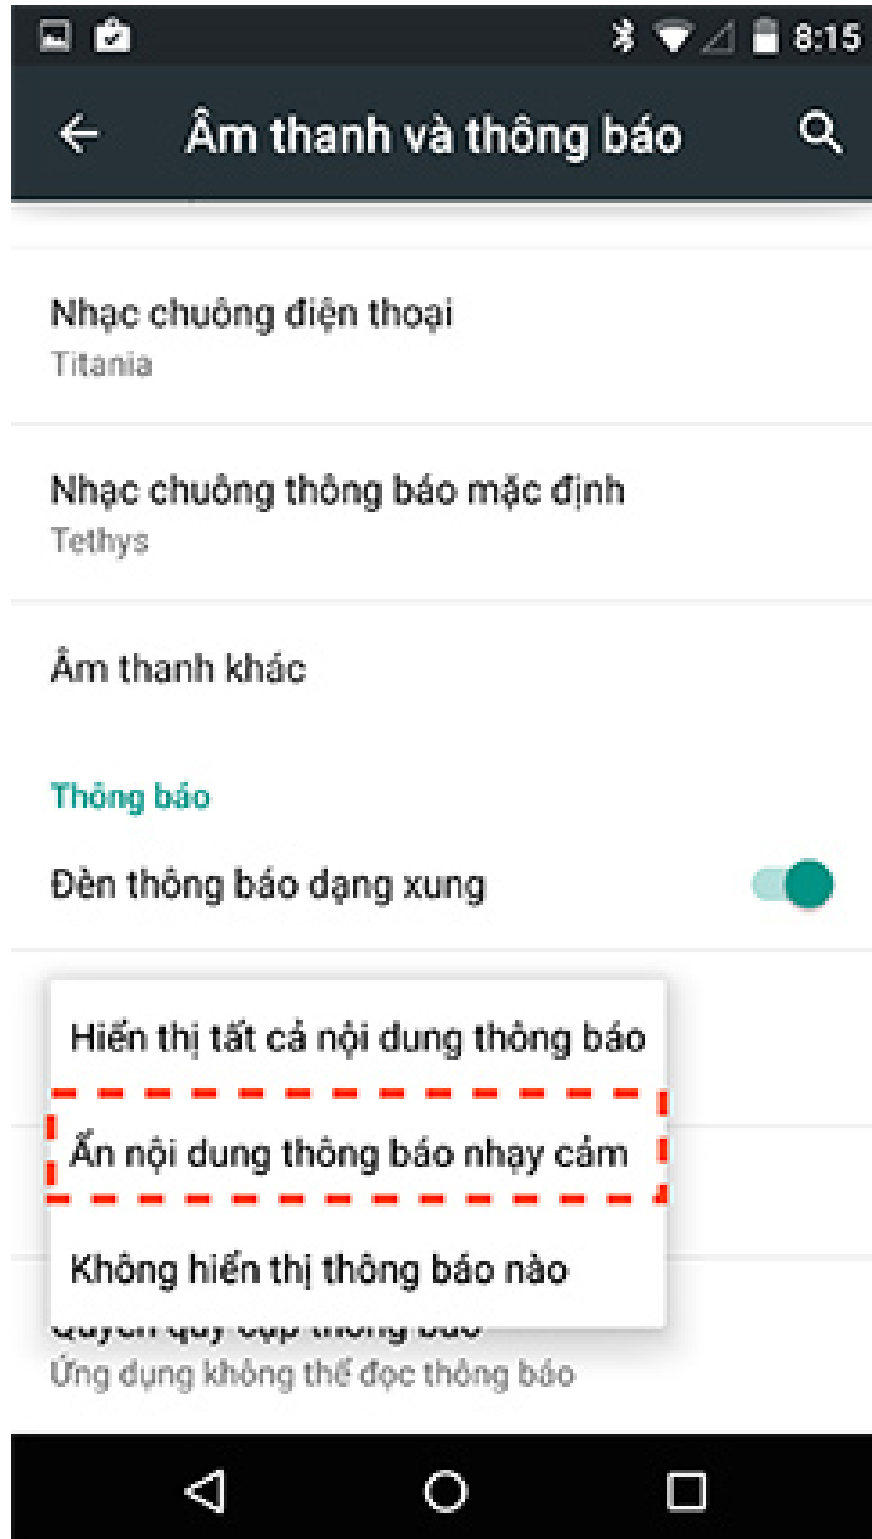 8:15
Âm thanh và thông báo
Nhạc chuông điện thoại
Titania
Nhạc chuông thông báo mặc định
Tethys
Âm thanh khác
Thông báo
Đèn thông báo dạng xung
Hiển thị tất cả nội dung thông báo
Ẩn nội dung thông báo nhạy cảm
Không hiển thị thông báo nào
Ứng dụng không thể đọc thông báo